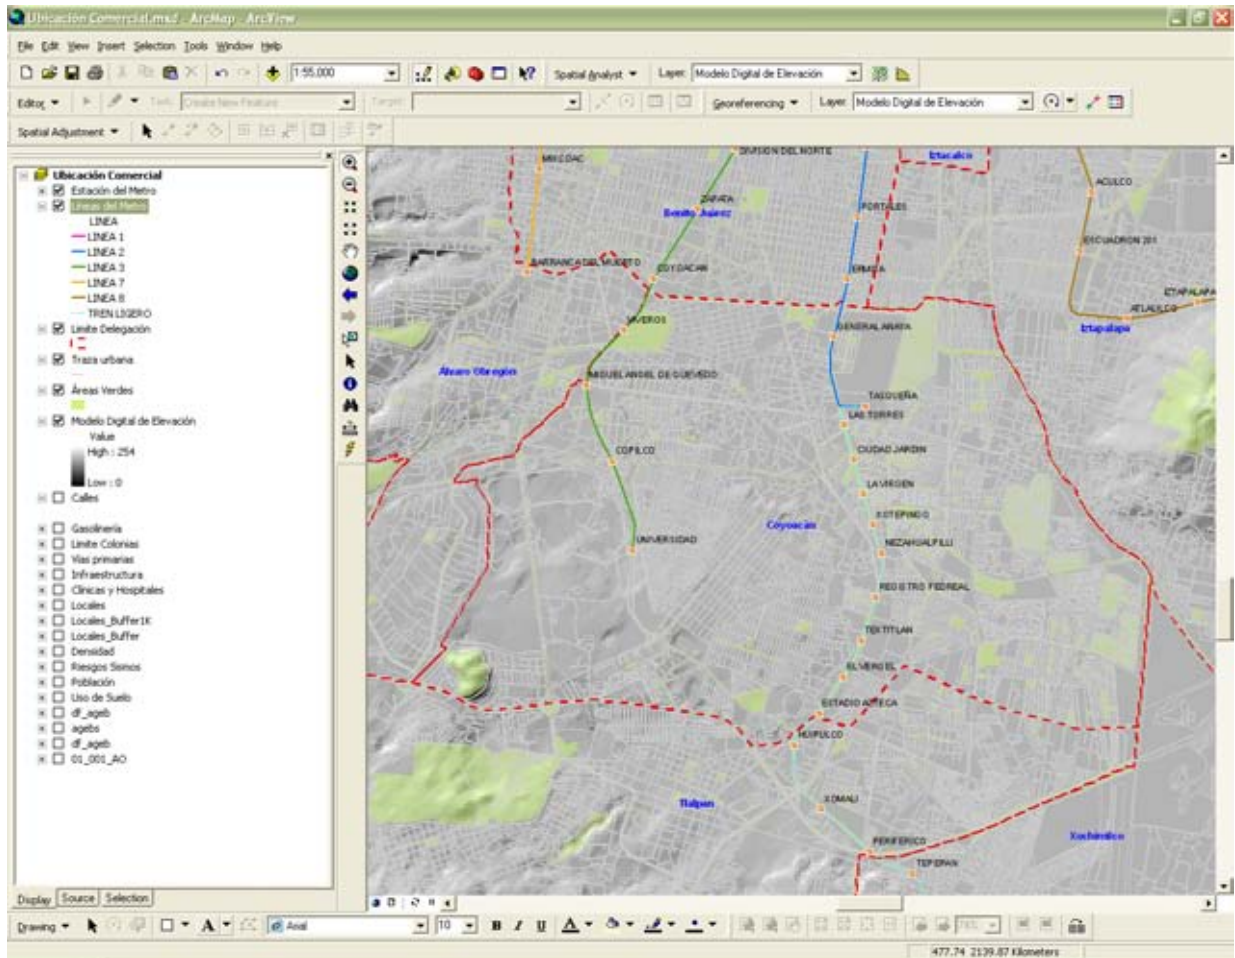 Ubicación Comercial.mxd - ArcMap - ArcView
File Edit View Insert Selection Tools Window Help
1:55,000
Spatial Analyst
Layer: Modelo Digital de Elevación
Editor
Task: Create New Feature
Target:
Georeferencing
Layer: Modelo Digital de Elevación
Spatial Adjustment
Ubicación Comercial
Estación del Metro
Líneas del Metro
LINEA
LINEA 1
LINEA 2
LINEA 3
LINEA 7
LINEA 8
TREN LIGERO
Limite Delegación
Traza urbana
Áreas Verdes
Modelo Digital de Elevación
Value
High : 254
Low : 0
Calles
Gasolinería
Limite Colonias
Vias primarias
Infraestructura
Clinicas y Hospitales
Locales
Locales_Buffer1K
Locales_Buffer
Densidad
Riesgos Sismos
Población
Uso de Suelo
df_ageb
agebs
df_ageb
01_001_AO
Display Source Selection
MIXCOAC
DIVISION DEL NORTE
Iztacalco
ACULCO
ZAPATA
Benito Juárez
PORTALES
ESCUADRON 201
BARRANCA DEL MUERTO
COYOACAN
ERMITA
IZTAPALAPA
ATLALILCO
Iztapalapa
VIVEROS
GENERAL ANAYA
Álvaro Obregón
MIGUEL ANGEL DE QUEVEDO
TASQUEÑA
LAS TORRES
COPILCO
CIUDAD JARDIN
LA VIRGEN
Coyoacán
XOTEPINGO
UNIVERSIDAD
NEZAHUALPILLI
REGISTRO FEDREAL
TEXTITLAN
EL VERGEL
ESTADIO AZTECA
HUIPULCO
Tlalpan
XOMALI
Xochimilco
PERIFERICO
TEPEPAN
Drawing
A
Arial
10
B I U A
76%
477.74 2139.87 Kilometers